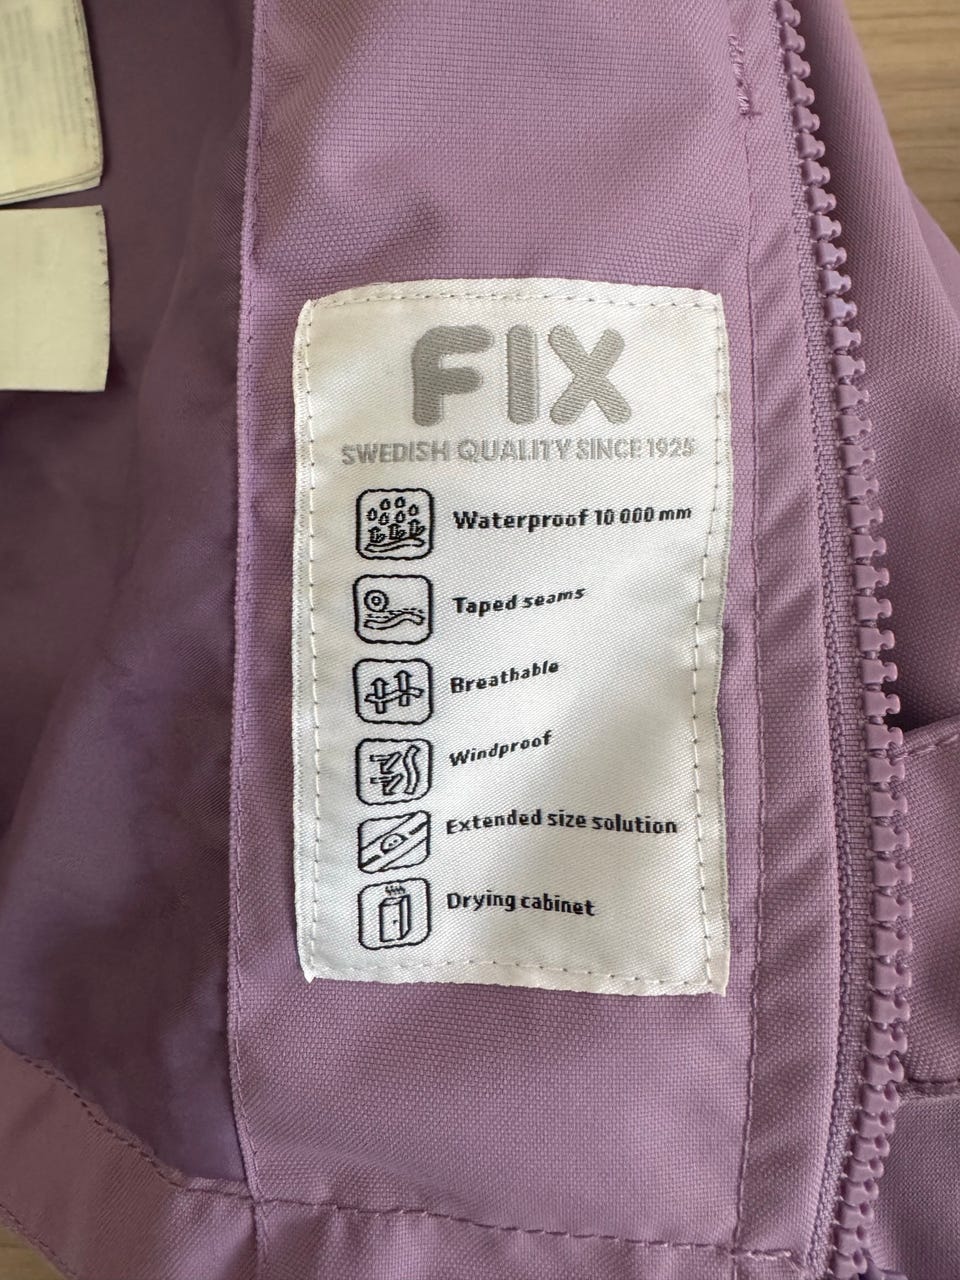 FIX
SWEDISH QUALITY SINCE 1925
Waterproof 10 000 mm
Taped seams
Breathable
Windproof
Extended size solution
Drying cabinet